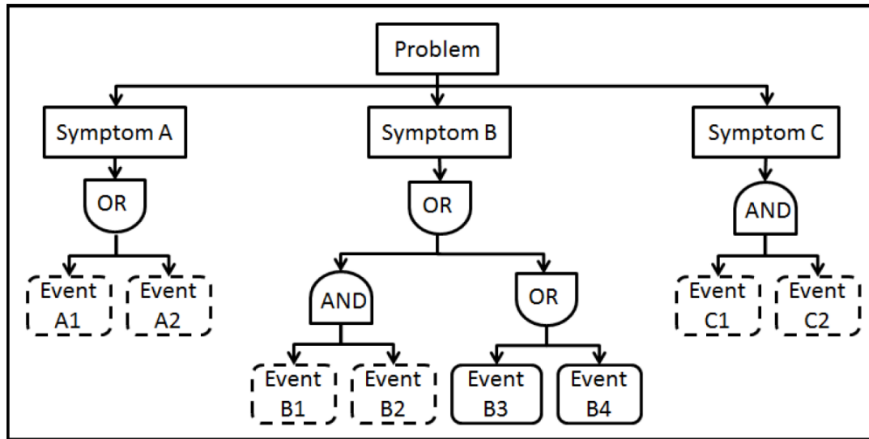 Problem
Symptom A
Symptom B
Symptom C
OR
OR
AND
Event
A1
Event
A2
AND
OR
Event
C1
Event
C2
Event
B1
Event
B2
Event
B3
Event
B4